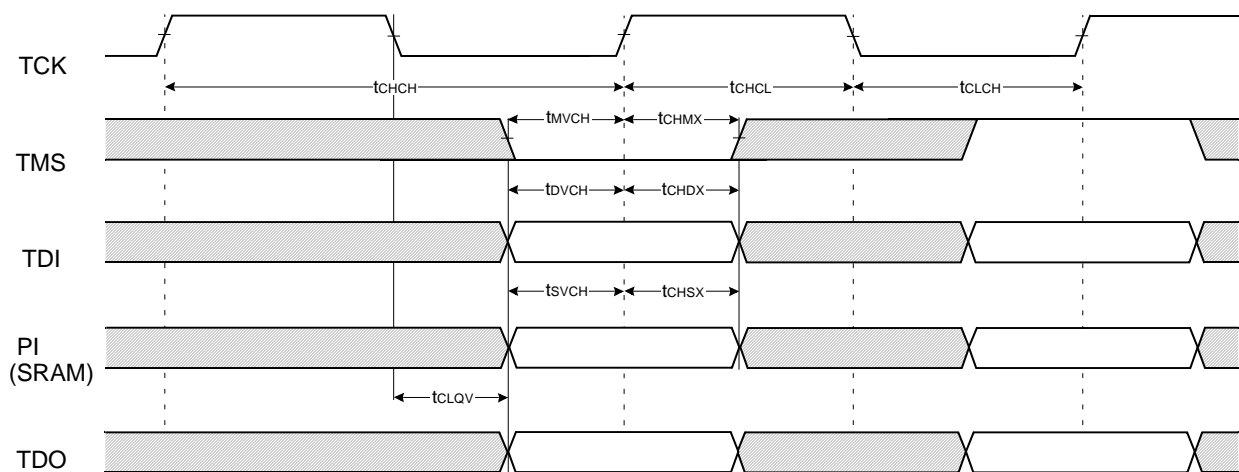 TCK
tCHCH
tCHCL
tCLCH
tMVCH
tCHMX
TMS
tDVCH
tCHDX
TDI
tSVCH
tCHSX
PI
(SRAM)
tCLQV
TDO